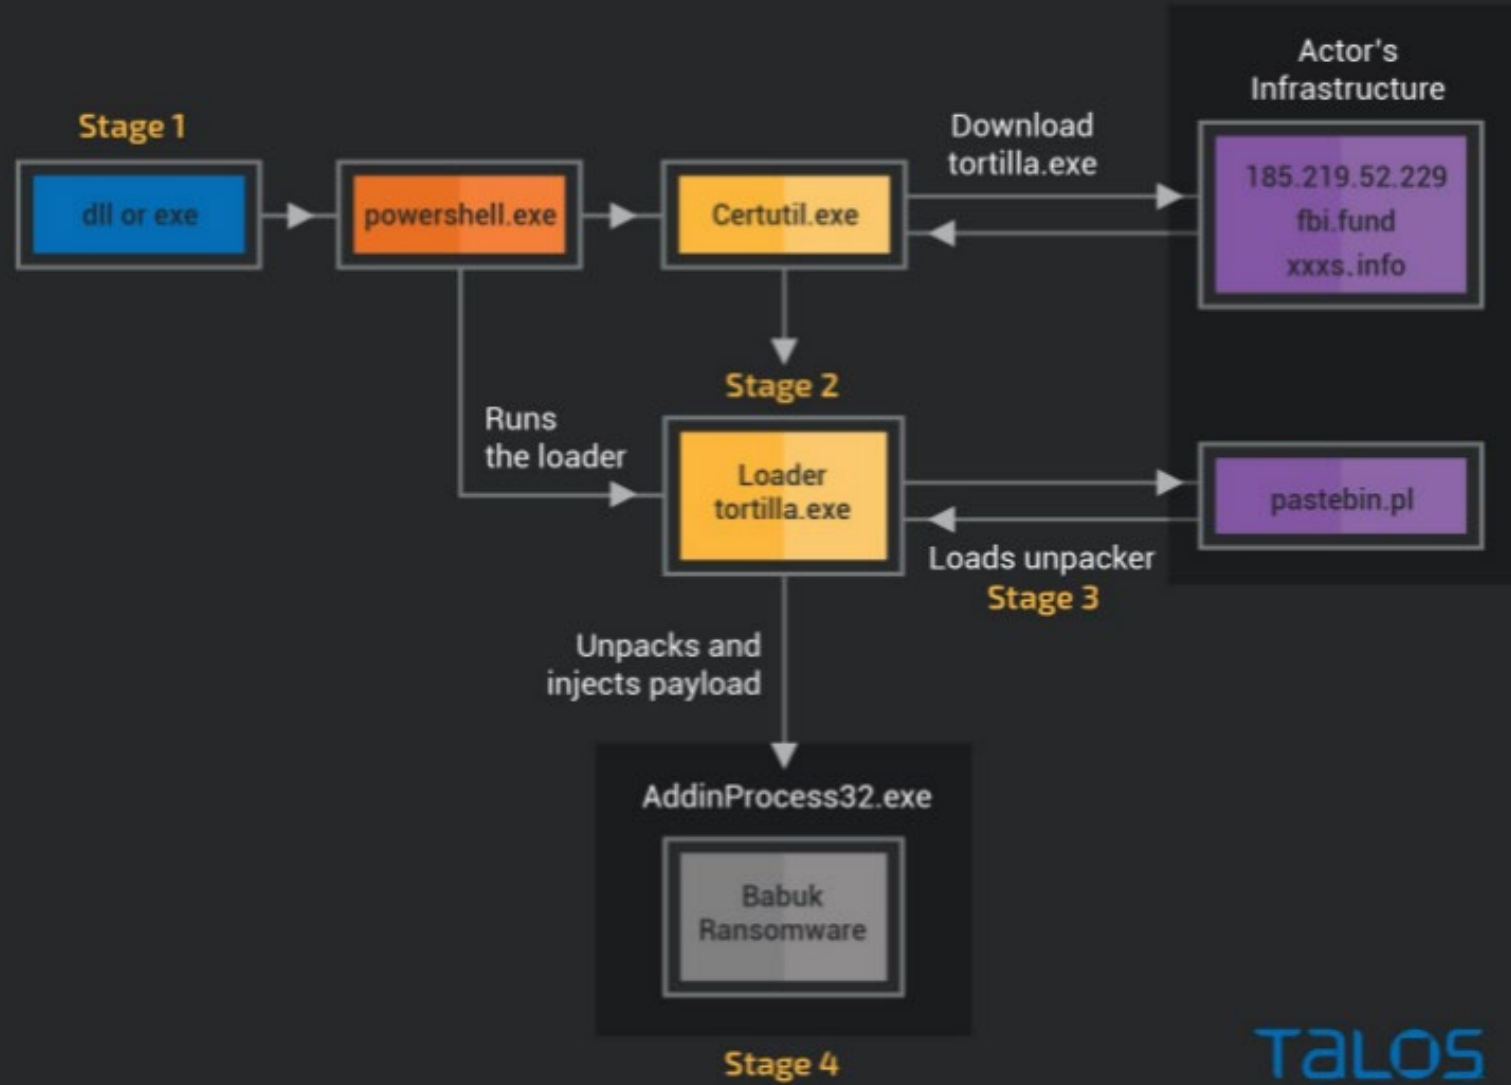 Actor's
Infrastructure
Stage 1
dll or exe
powershell.exe
Certutil.exe
Download
tortilla.exe
185.219.52.229
fbi.fund
xxxs.info
Stage 2
Runs
the loader
Loader
tortilla.exe
pastebin.pl
Loads unpacker
Stage 3
Unpacks and
injects payload
AddinProcess32.exe
Babuk
Ransomware
Stage 4
TALOS